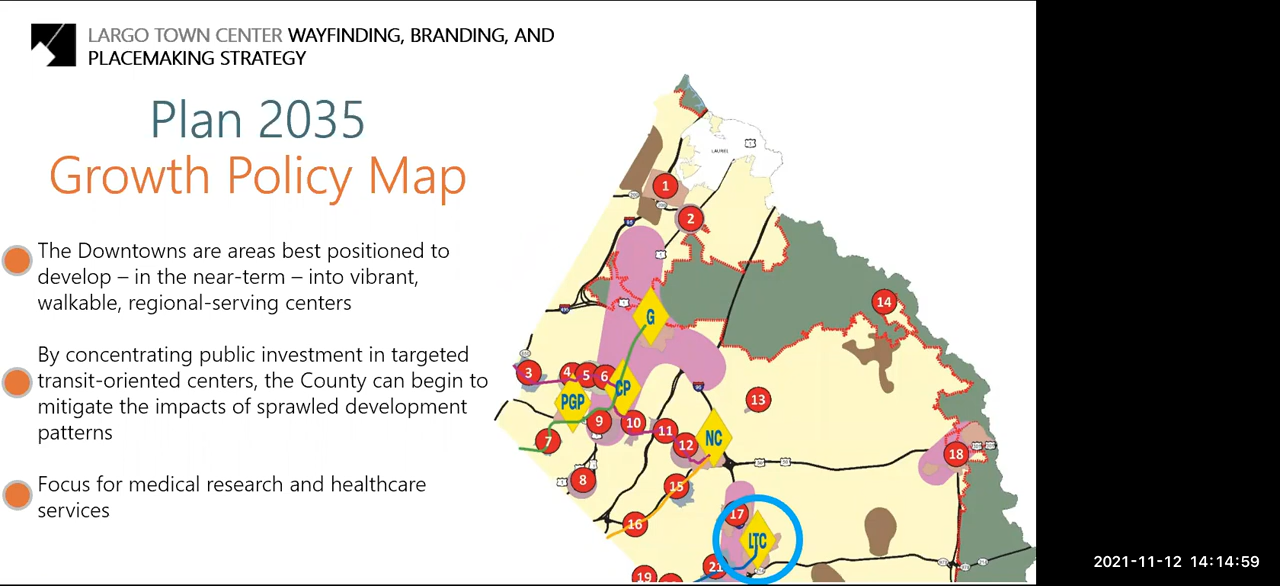 LARGO TOWN CENTER WAYFINDING, BRANDING, AND
PLACEMAKING STRATEGY
Plan 2035
Growth Policy Map
The Downtowns are areas best positioned to
develop – in the near-term – into vibrant,
walkable, regional-serving centers
By concentrating public investment in targeted
transit-oriented centers, the County can begin to
mitigate the impacts of sprawled development
patterns
Focus for medical research and healthcare
services
LAUREL
1
2
G
14
3
4
5
6
CP
PGP
13
9
10
11
7
12
NC
18
8
15
17
16
LTC
21
19
2021-11-12 14:14:59